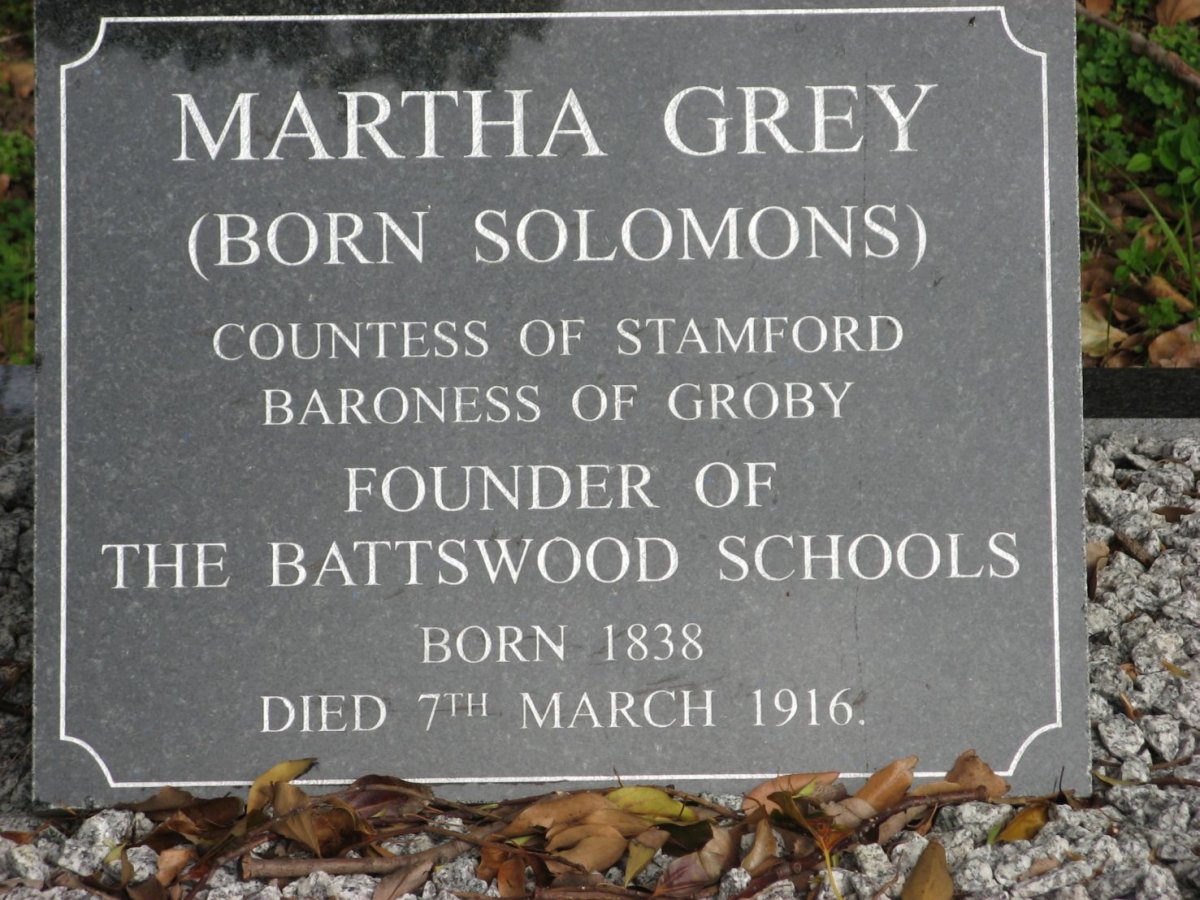 MARTHA GREY
(BORN SOLOMONS)
COUNTESS OF STAMFORD
BARONESS OF GROBY
FOUNDER OF
THE BATTSWOOD SCHOOLS
BORN 1838
DIED 7TH MARCH 1916.